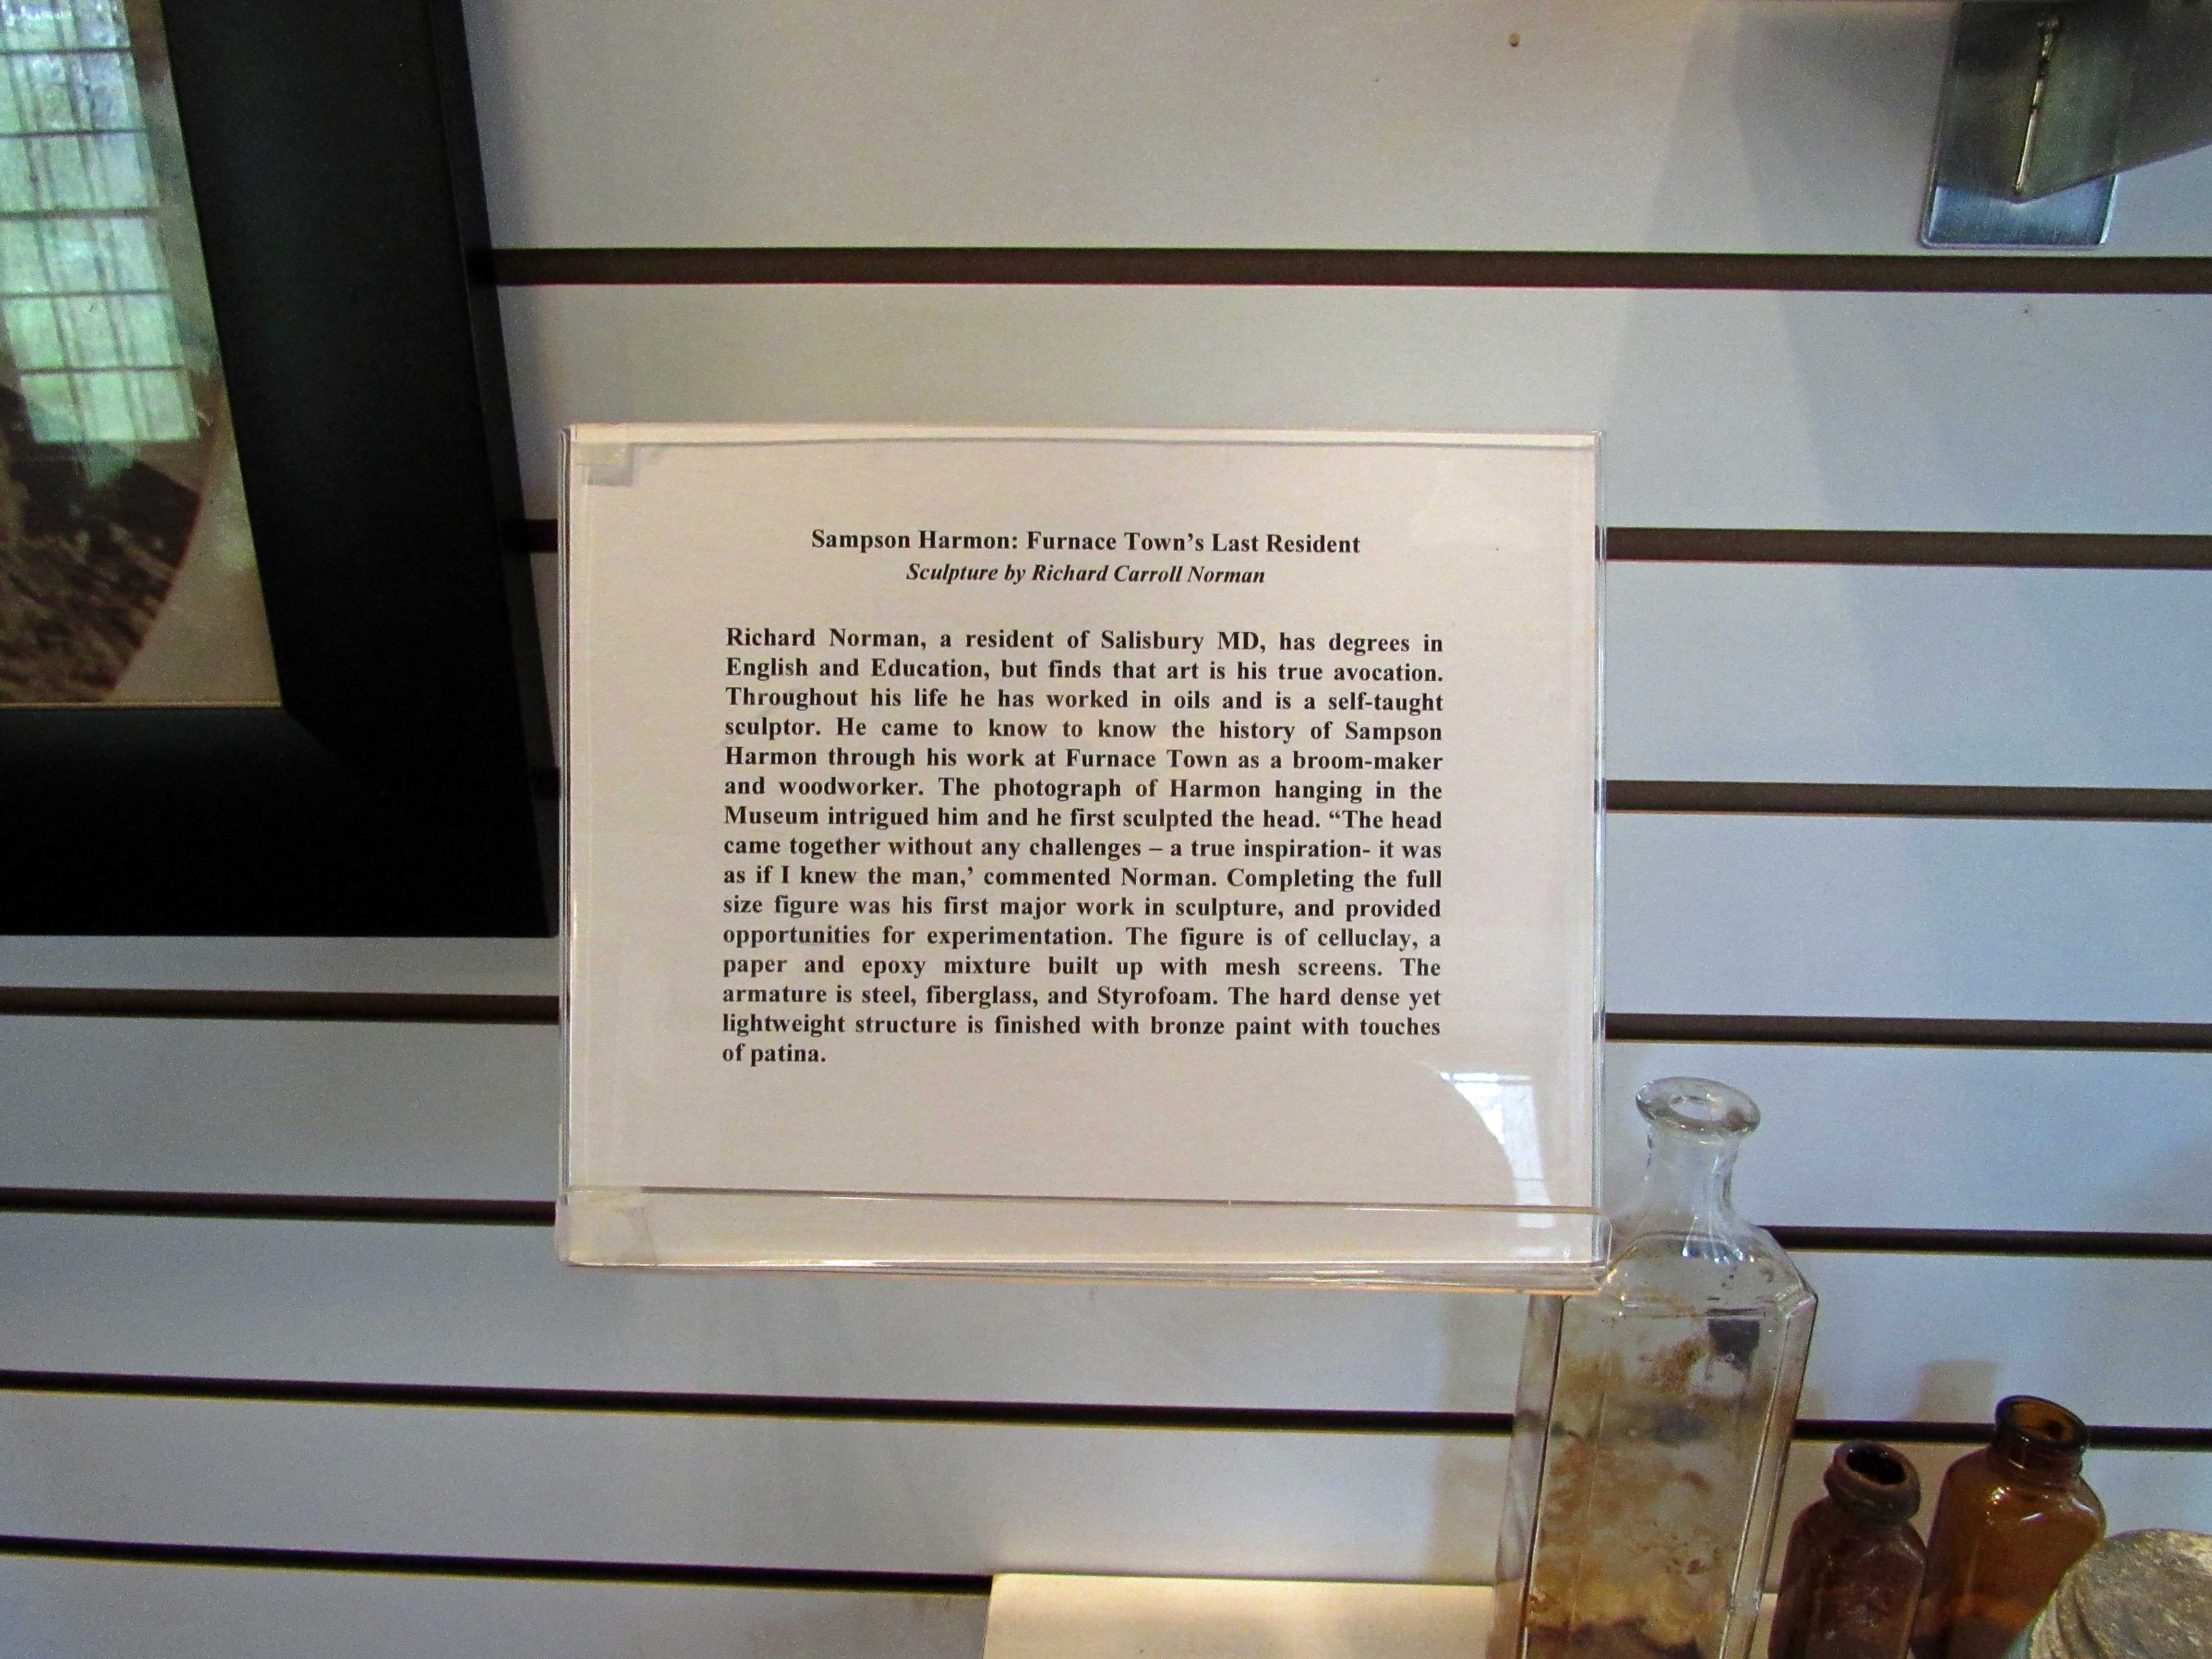 Sampson Harmon: Furnace Town's Last Resident
Sculpture by Richard Carroll Norman
Richard Norman, a resident of Salisbury MD, has degrees in
English and Education, but finds that art is his true avocation.
Throughout his life he has worked in oils and is a self-taught
sculptor. He came to know to know the history of Sampson
Harmon through his work at Furnace Town as a broom-maker
and woodworker. The photograph of Harmon hanging in the
Museum intrigued him and he first sculpted the head. “The head
came together without any challenges – a true inspiration- it was
as if I knew the man,’ commented Norman. Completing the full
size figure was his first major work in sculpture, and provided
opportunities for experimentation. The figure is of celluclay, a
paper and epoxy mixture built up with mesh screens. The
armature is steel, fiberglass, and Styrofoam. The hard dense yet
lightweight structure is finished with bronze paint with touches
of patina.